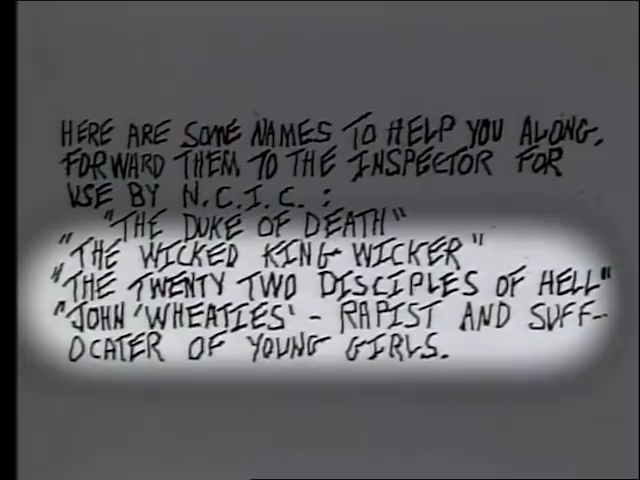 HERE ARE SOME NAMES TO HELP YOU ALONG.
FORWARD THEM TO THE INSPECTOR FOR
USE BY N.C.I.C. :
"THE DUKE OF DEATH"
"THE WICKED KING WICKER"
"THE TWENTY TWO DISCIPLES OF HELL"
"JOHN 'WHEATIES' - RAPIST AND SUFF-
OCATER OF YOUNG GIRLS.